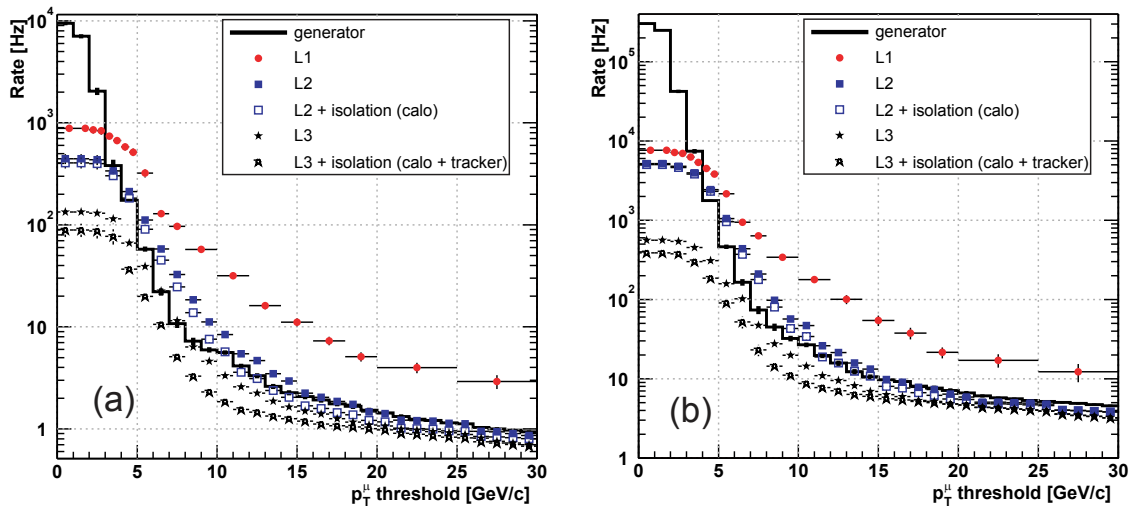 10⁴
10³
10²
10
1
Rate [Hz]
generator
L1
L2
L2 + isolation (calo)
L3
L3 + isolation (calo + tracker)
(a)
0 5 10 15 20 25 30
p_T^μ threshold [GeV/c]
10⁵
10⁴
10³
10²
10
1
Rate [Hz]
generator
L1
L2
L2 + isolation (calo)
L3
L3 + isolation (calo + tracker)
(b)
0 5 10 15 20 25 30
p_T^μ threshold [GeV/c]